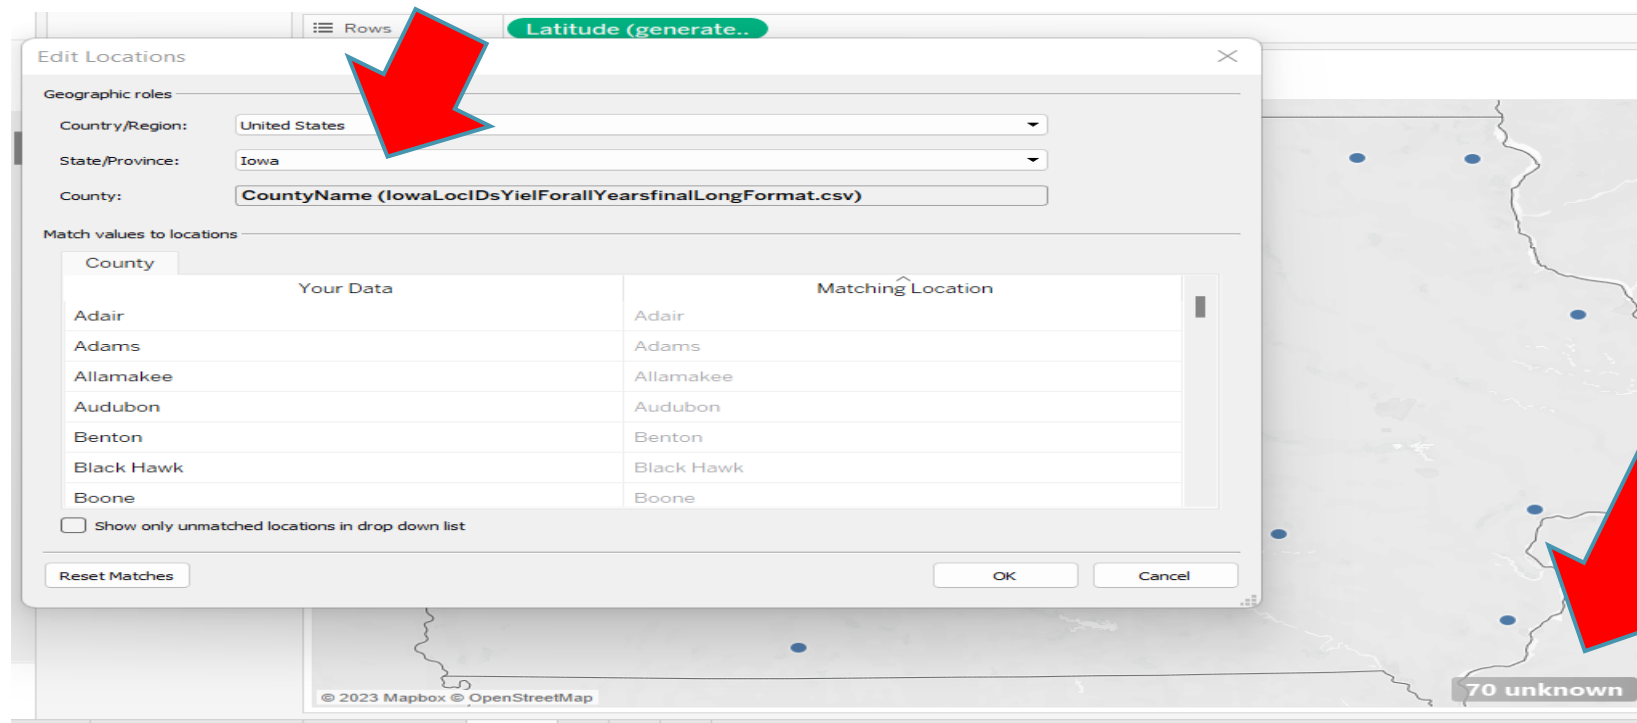 Rows
Latitude (generate..
Edit Locations
Geographic roles
Country/Region: United States
State/Province: Iowa
County: CountyName (IowaLocIDsYielForallYearsfinalLongFormat.csv)
Match values to locations
County
Your Data Matching Location
Adair Adair
Adams Adams
Allamakee Allamakee
Audubon Audubon
Benton Benton
Black Hawk Black Hawk
Boone Boone
Show only unmatched locations in drop down list
Reset Matches OK Cancel
© 2023 Mapbox © OpenStreetMap
70 unknown